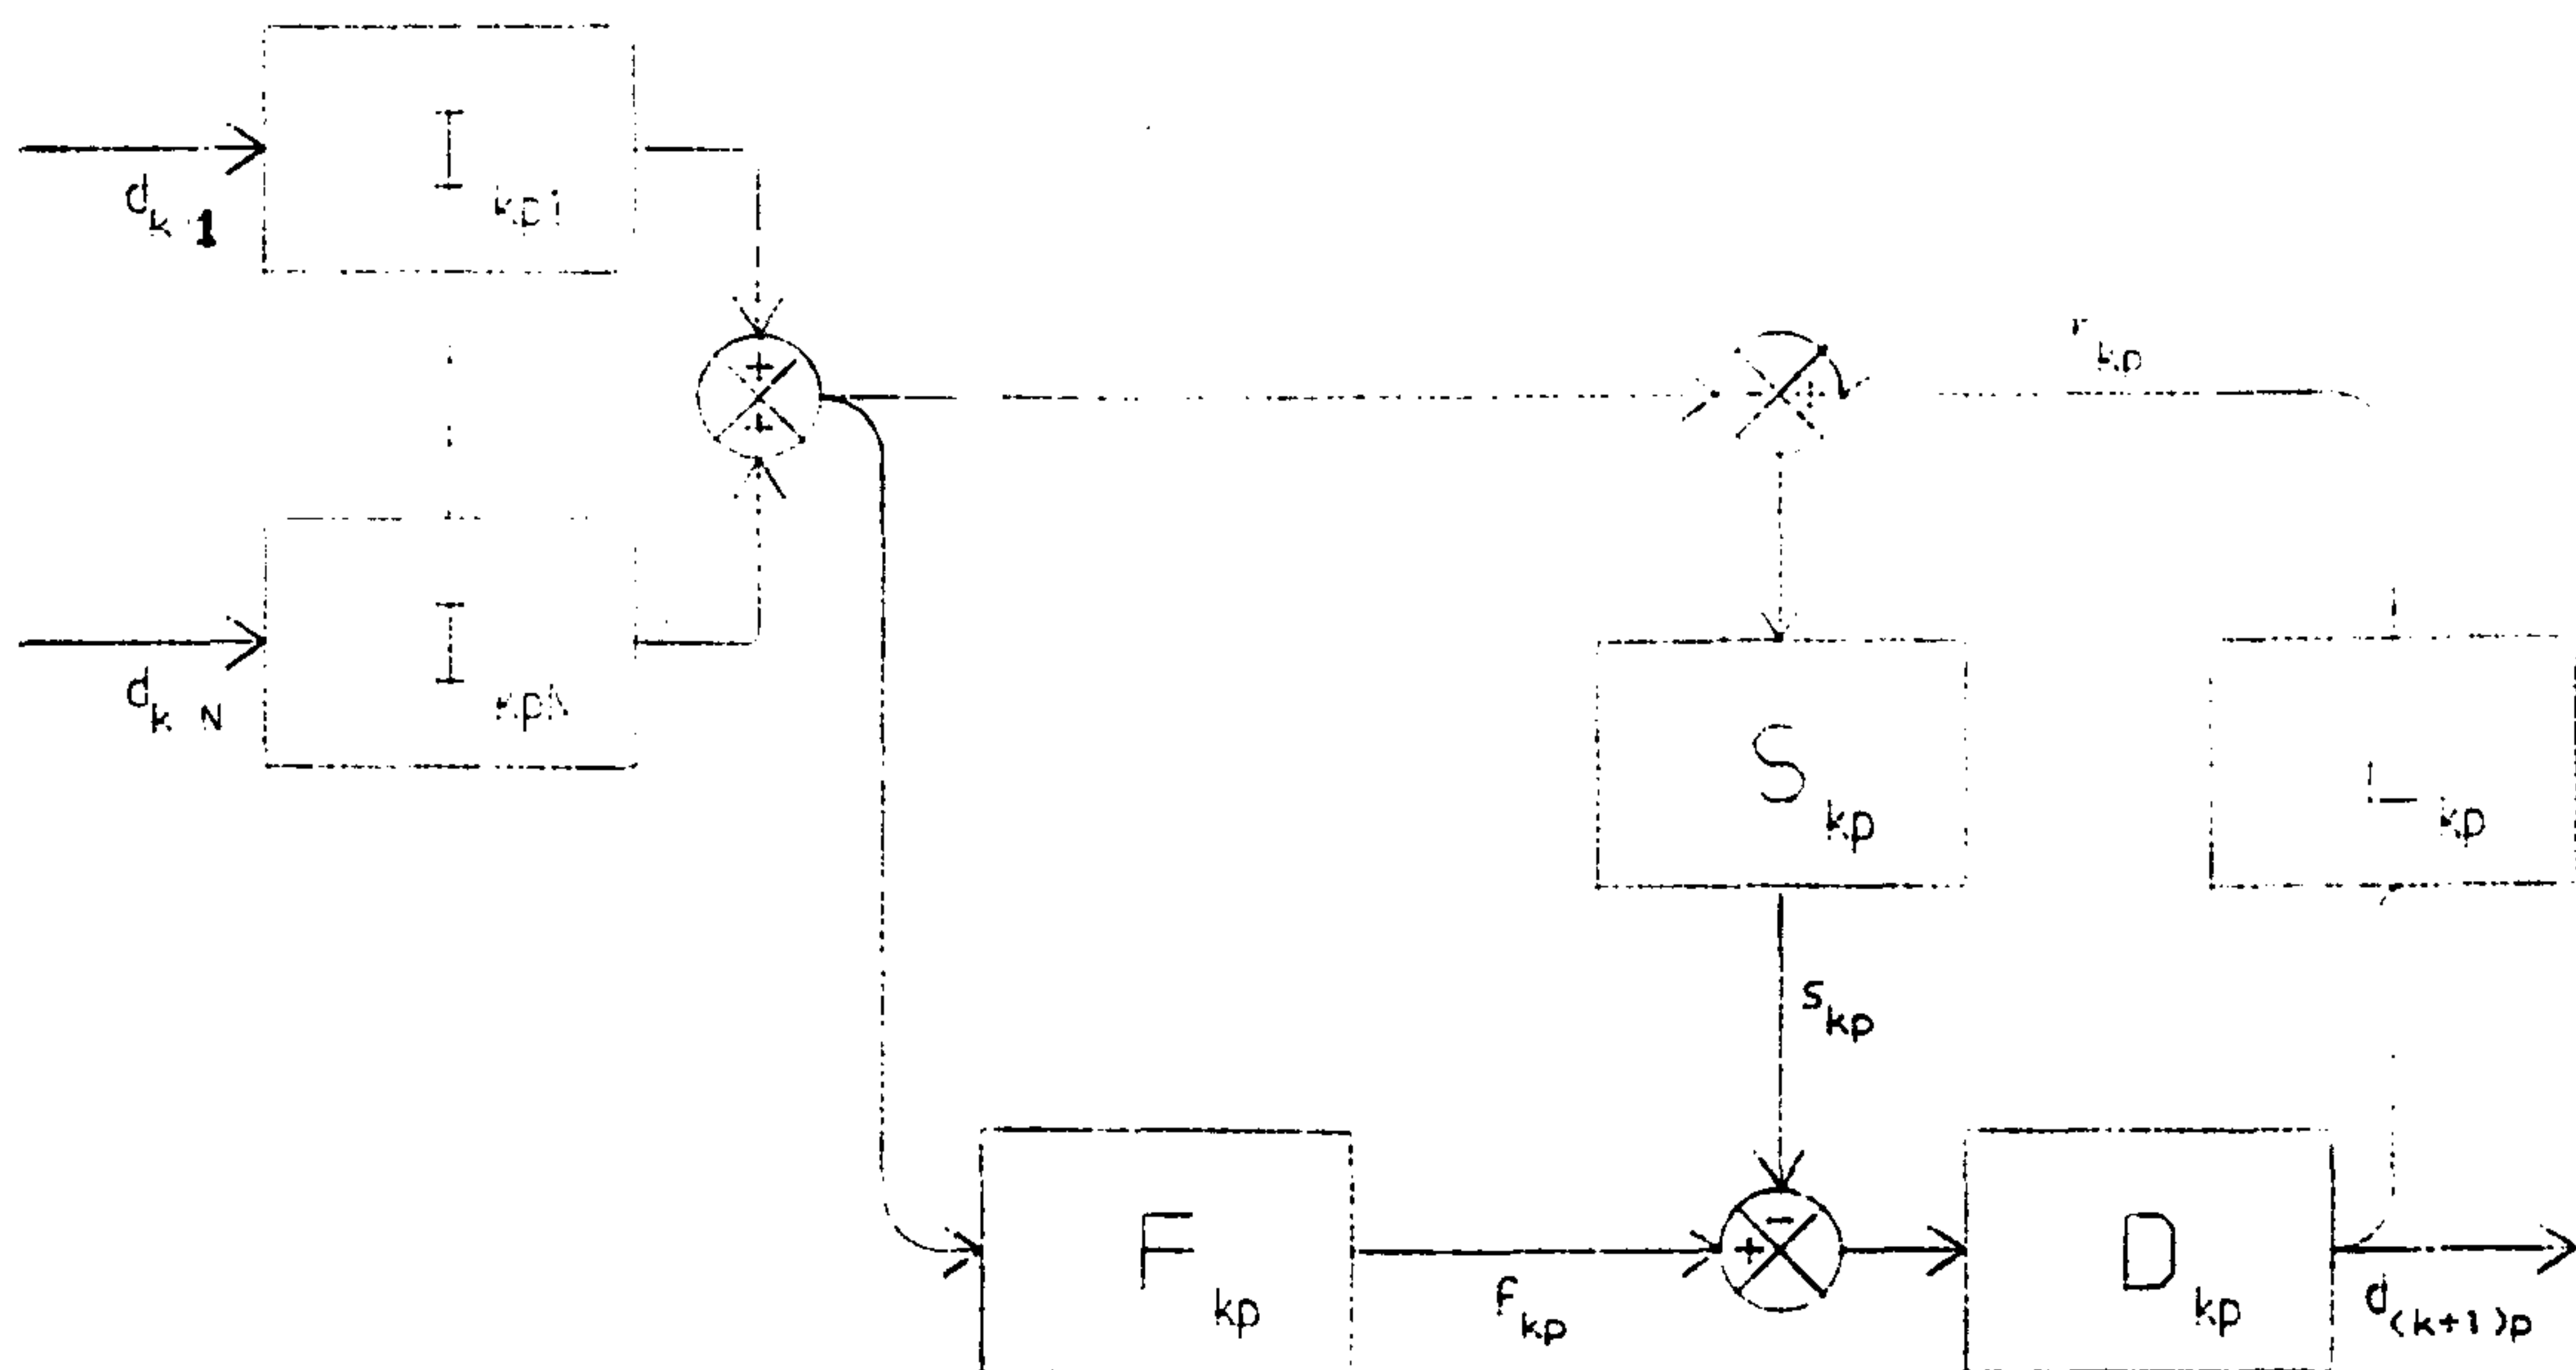 I kp1
d k 1
r kp
I kpN
d k N
S kp
L kp
s kp
F kp
f kp
D kp
d (k+1)p